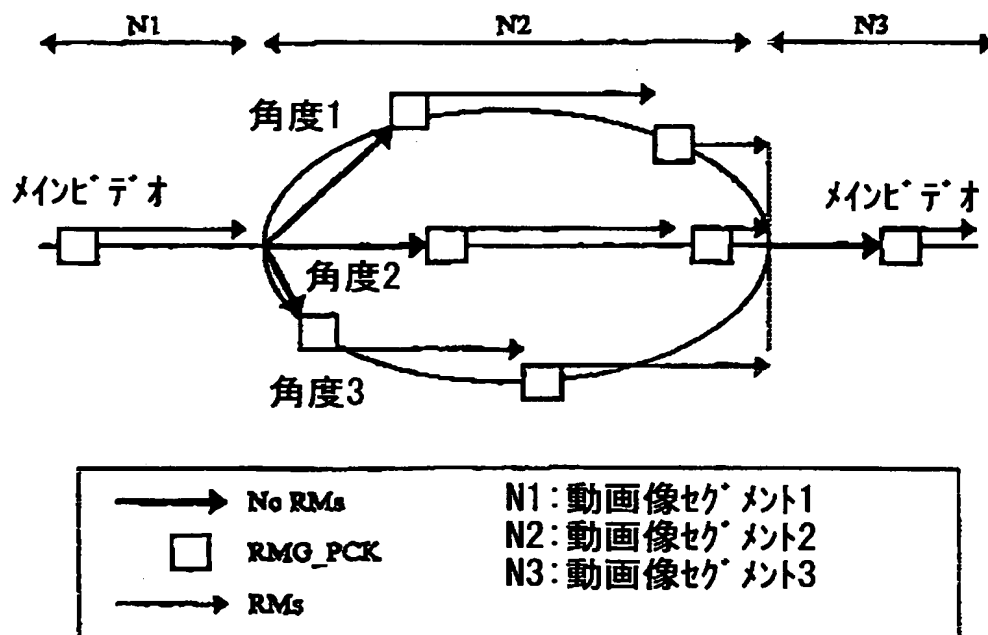 N1 N2 N3
角度1
メインビデオ メインビデオ
角度2
角度3
No RMs N1:動画像セグメント1
RMG_PCK N2:動画像セグメント2
RMs N3:動画像セグメント3